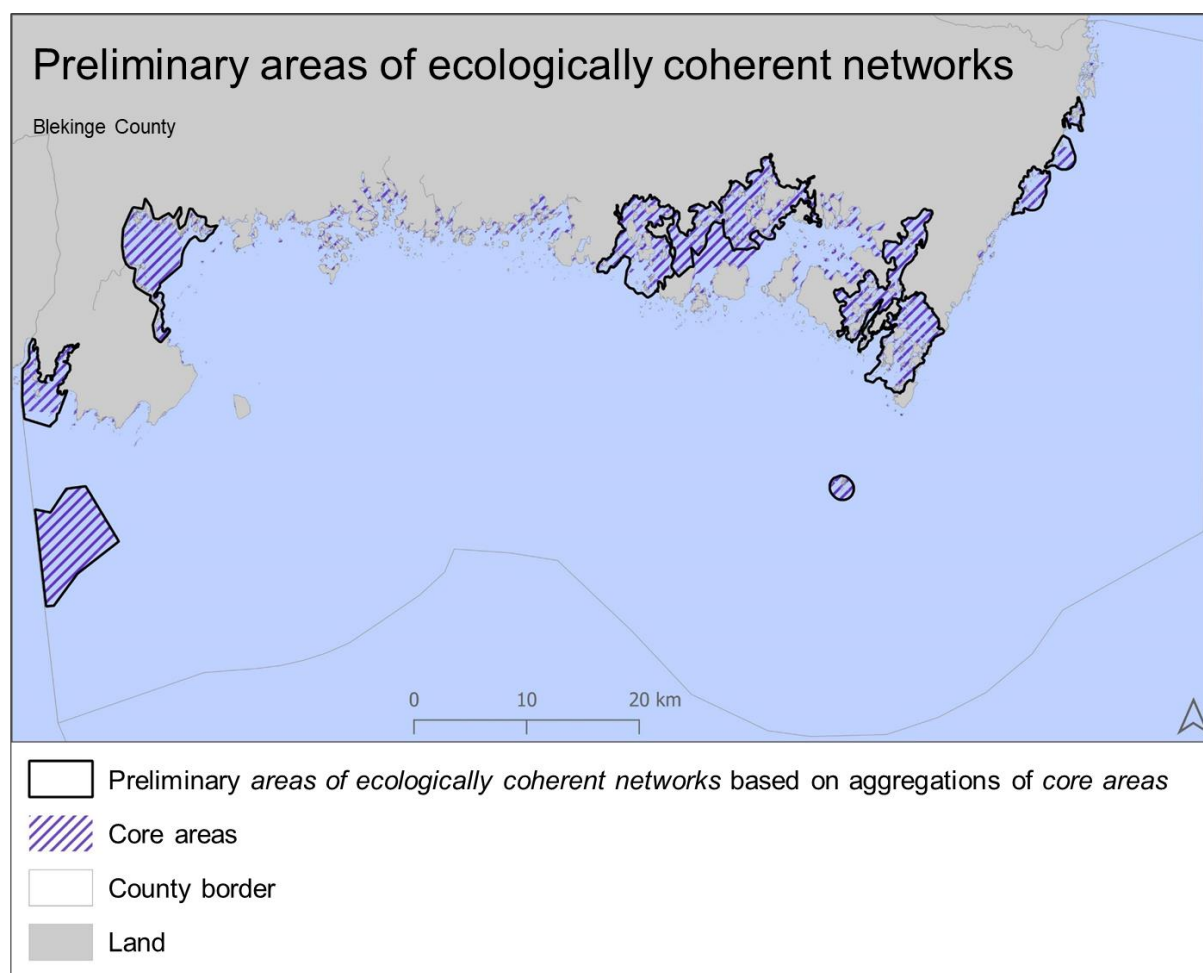 Preliminary areas of ecologically coherent networks
Blekinge County
0 10 20 km
Preliminary areas of ecologically coherent networks based on aggregations of core areas
Core areas
County border
Land